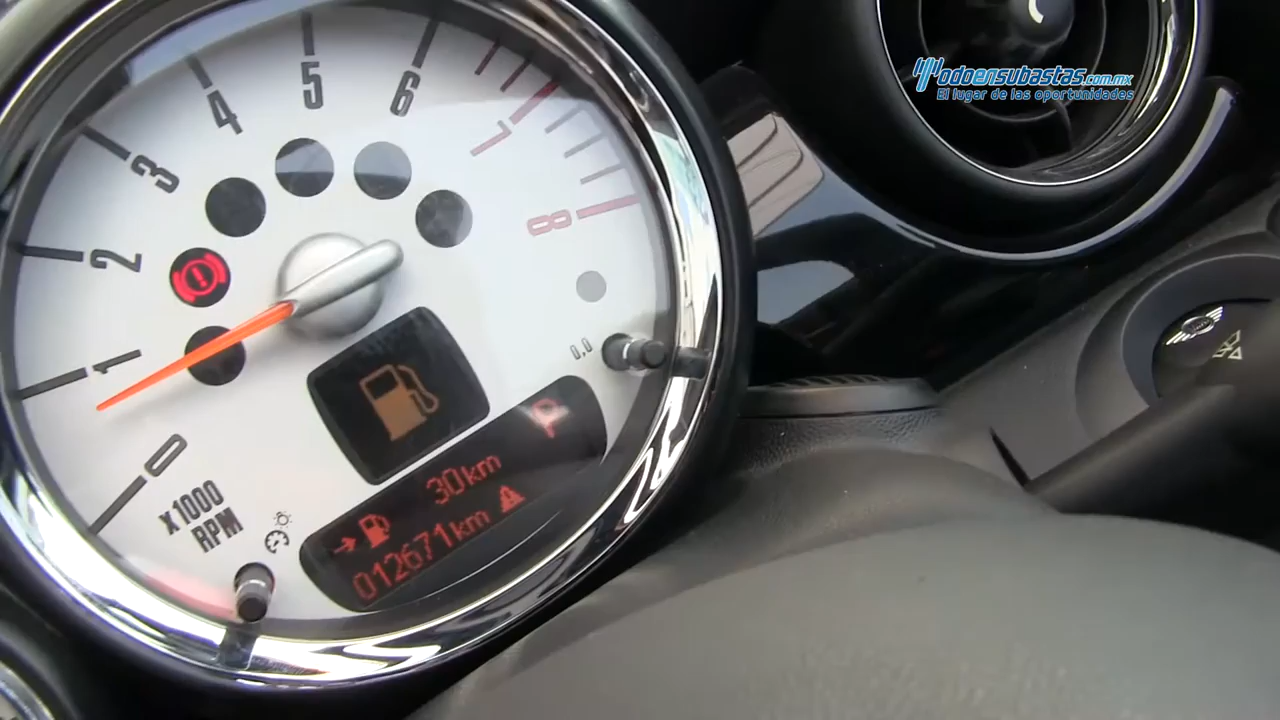 TodoenSubastas.com.mx
El lugar de las oportunidades
0
1
2
3
4
5
6
7
8
x1000
RPM
0,0
P
30km
012671km